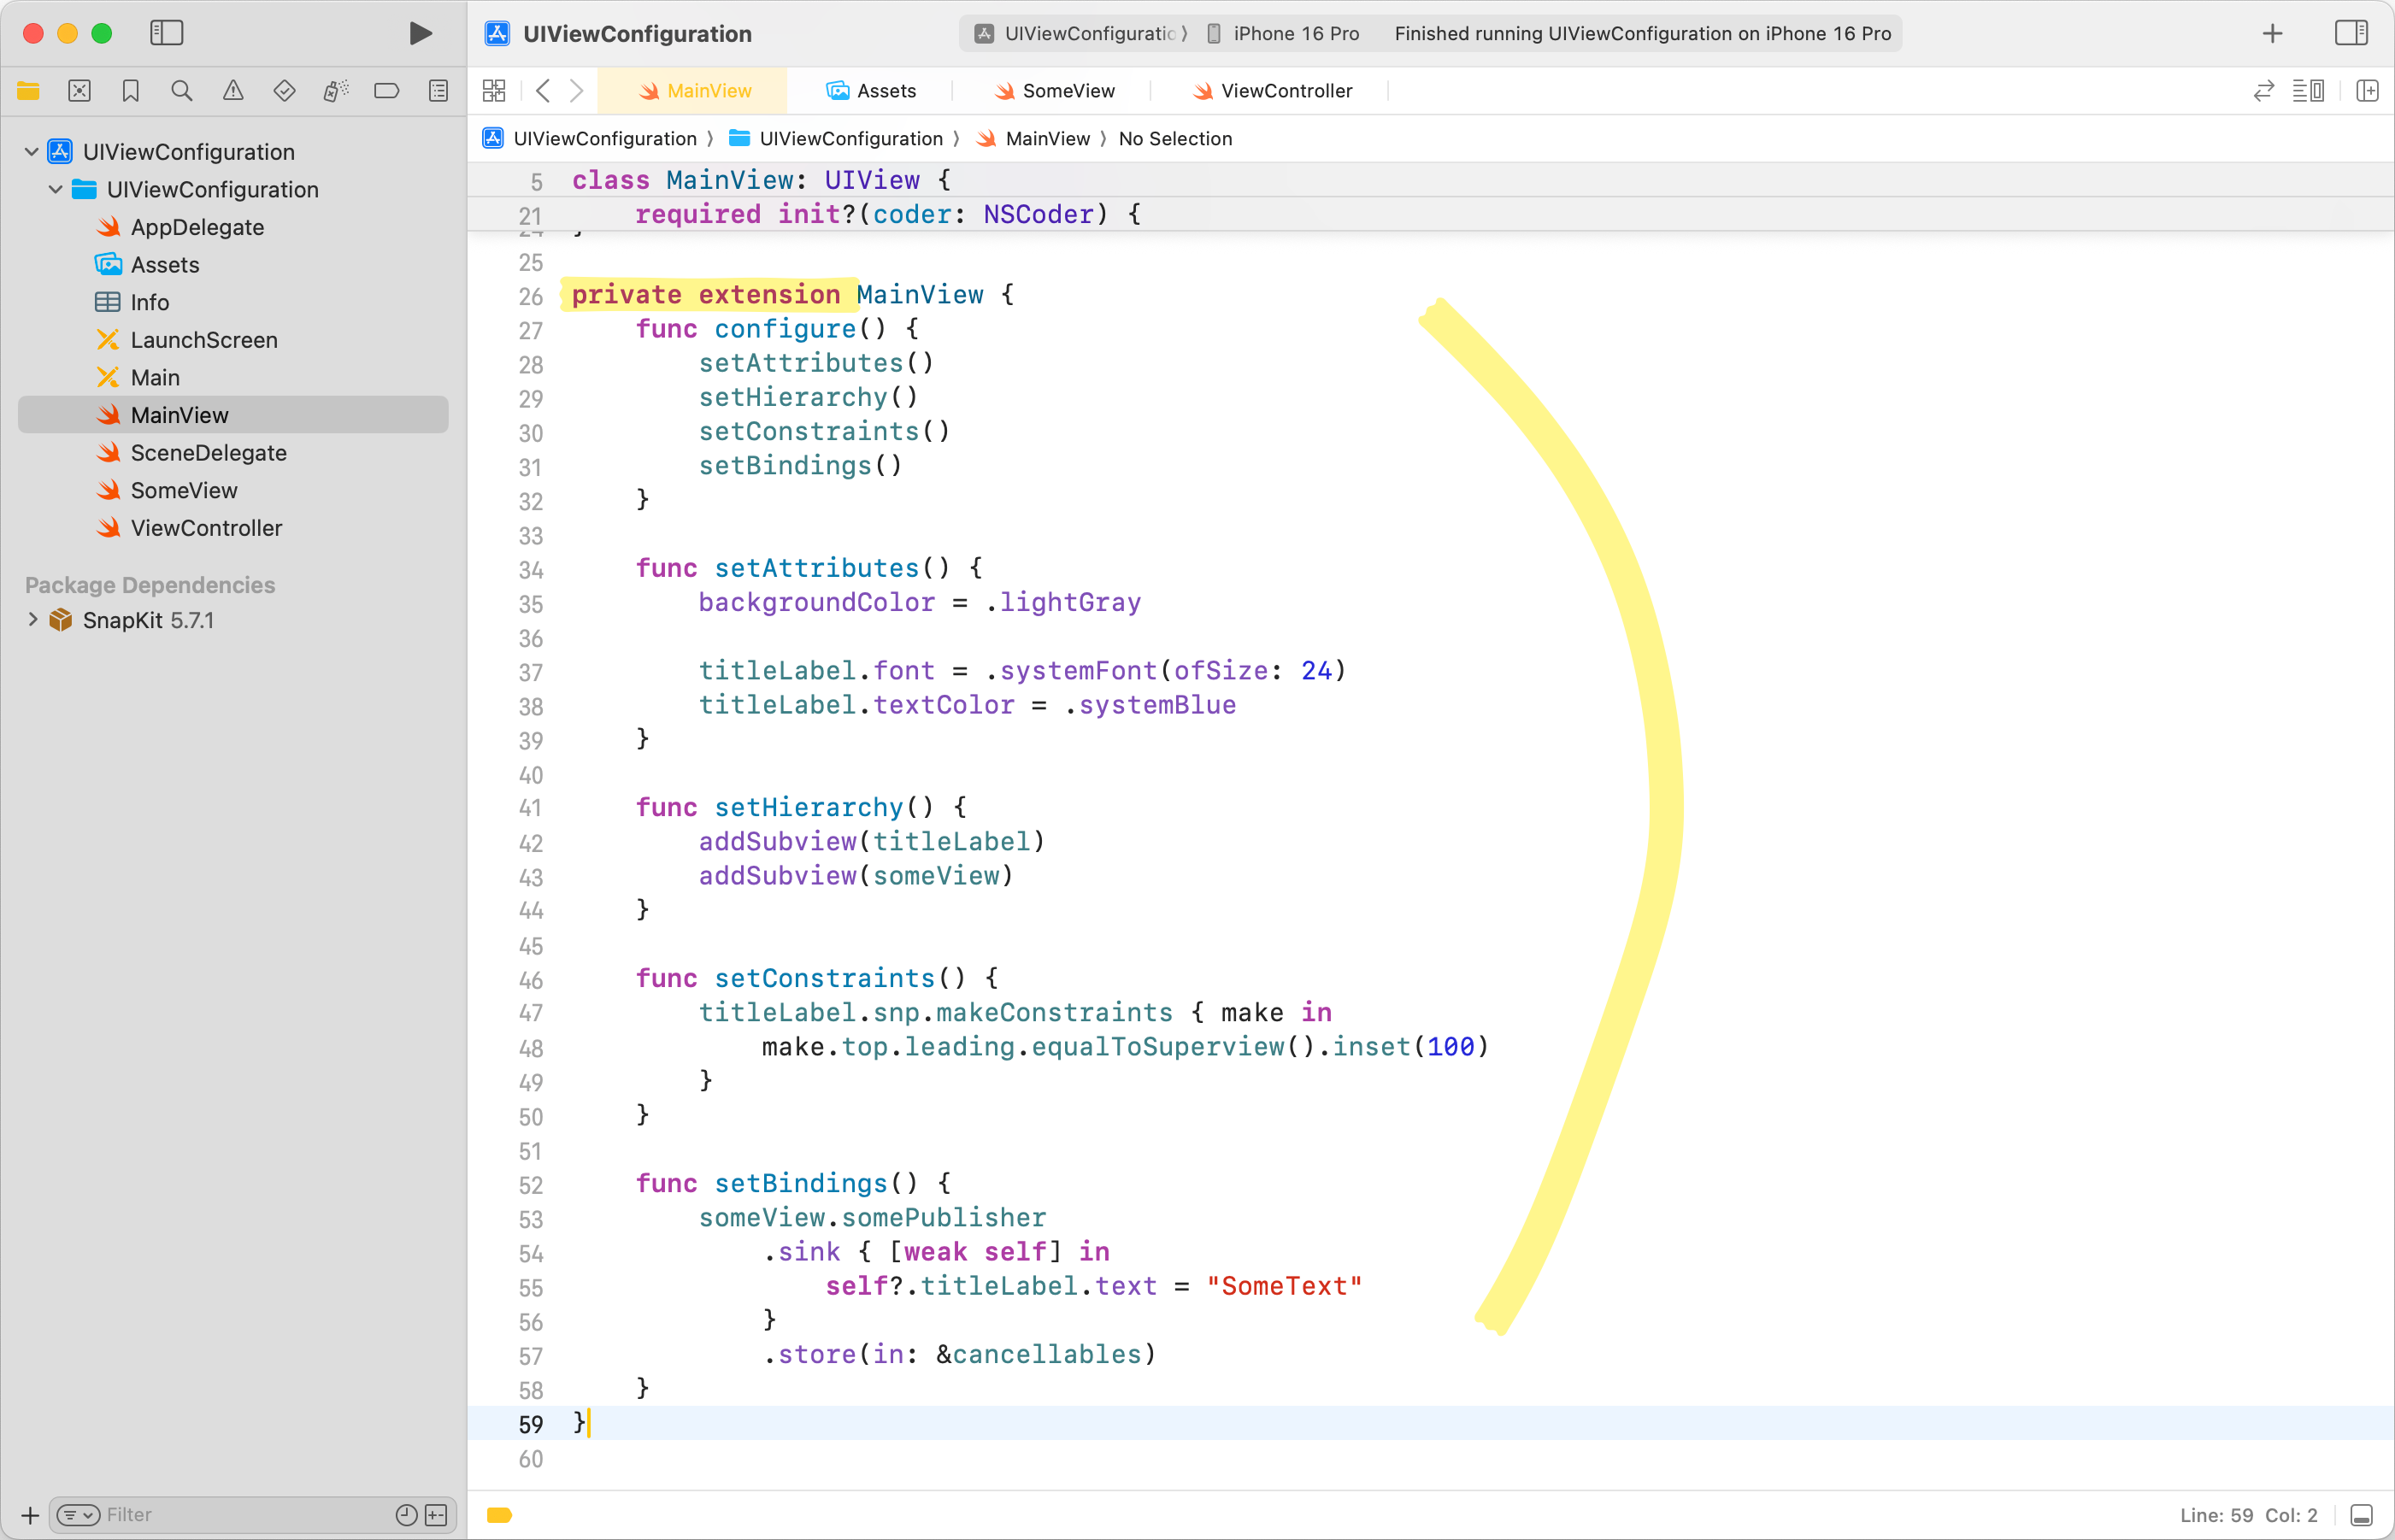 UIViewConfiguration
UIViewConfiguratio
iPhone 16 Pro
Finished running UIViewConfiguration on iPhone 16 Pro
MainView
Assets
SomeView
ViewController
UIViewConfiguration
UIViewConfiguration
MainView
No Selection
UIViewConfiguration
UIViewConfiguration
AppDelegate
Assets
Info
LaunchScreen
Main
MainView
SceneDelegate
SomeView
ViewController
Package Dependencies
SnapKit 5.7.1
Filter
5 class MainView: UIView {
21 required init?(coder: NSCoder) {
24 }
25
26 private extension MainView {
27 func configure() {
28 setAttributes()
29 setHierarchy()
30 setConstraints()
31 setBindings()
32 }
33
34 func setAttributes() {
35 backgroundColor = .lightGray
36
37 titleLabel.font = .systemFont(ofSize: 24)
38 titleLabel.textColor = .systemBlue
39 }
40
41 func setHierarchy() {
42 addSubview(titleLabel)
43 addSubview(someView)
44 }
45
46 func setConstraints() {
47 titleLabel.snp.makeConstraints { make in
48 make.top.leading.equalToSuperview().inset(100)
49 }
50 }
51
52 func setBindings() {
53 someView.somePublisher
54 .sink { [weak self] in
55 self?.titleLabel.text = "SomeText"
56 }
57 .store(in: &cancellables)
58 }
59 }
60
Line: 59 Col: 2